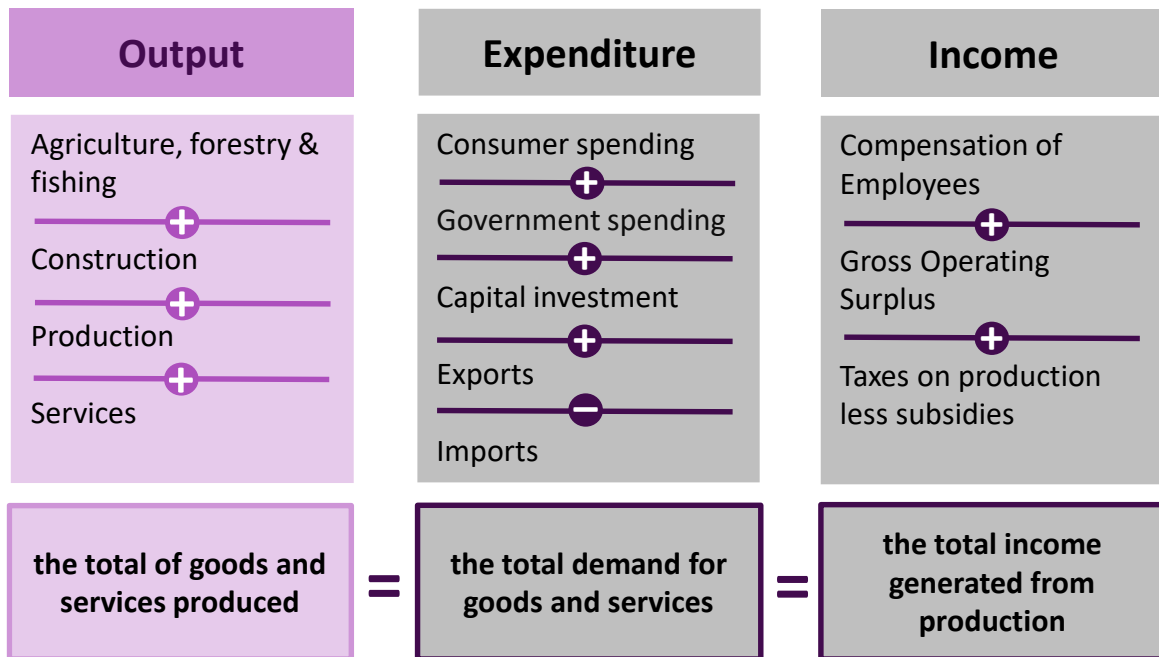 Output
Agriculture, forestry &
fishing
+
Construction
+
Production
+
Services
the total of goods and
services produced
=
Expenditure
Consumer spending
+
Government spending
+
Capital investment
+
Exports
−
Imports
the total demand for
goods and services
=
Income
Compensation of
Employees
+
Gross Operating
Surplus
+
Taxes on production
less subsidies
the total income
generated from
production